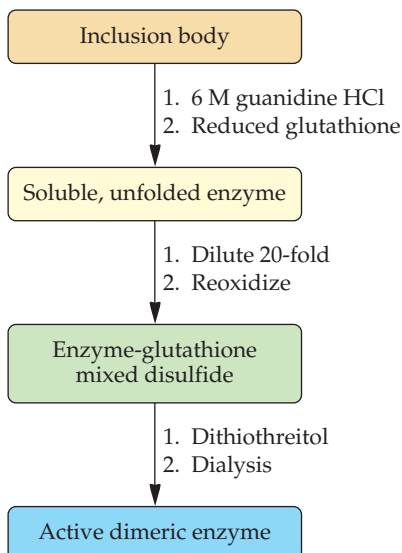 Inclusion body
1. 6 M guanidine HCl
2. Reduced glutathione
Soluble, unfolded enzyme
1. Dilute 20-fold
2. Reoxidize
Enzyme-glutathione
mixed disulfide
1. Dithiothreitol
2. Dialysis
Active dimeric enzyme